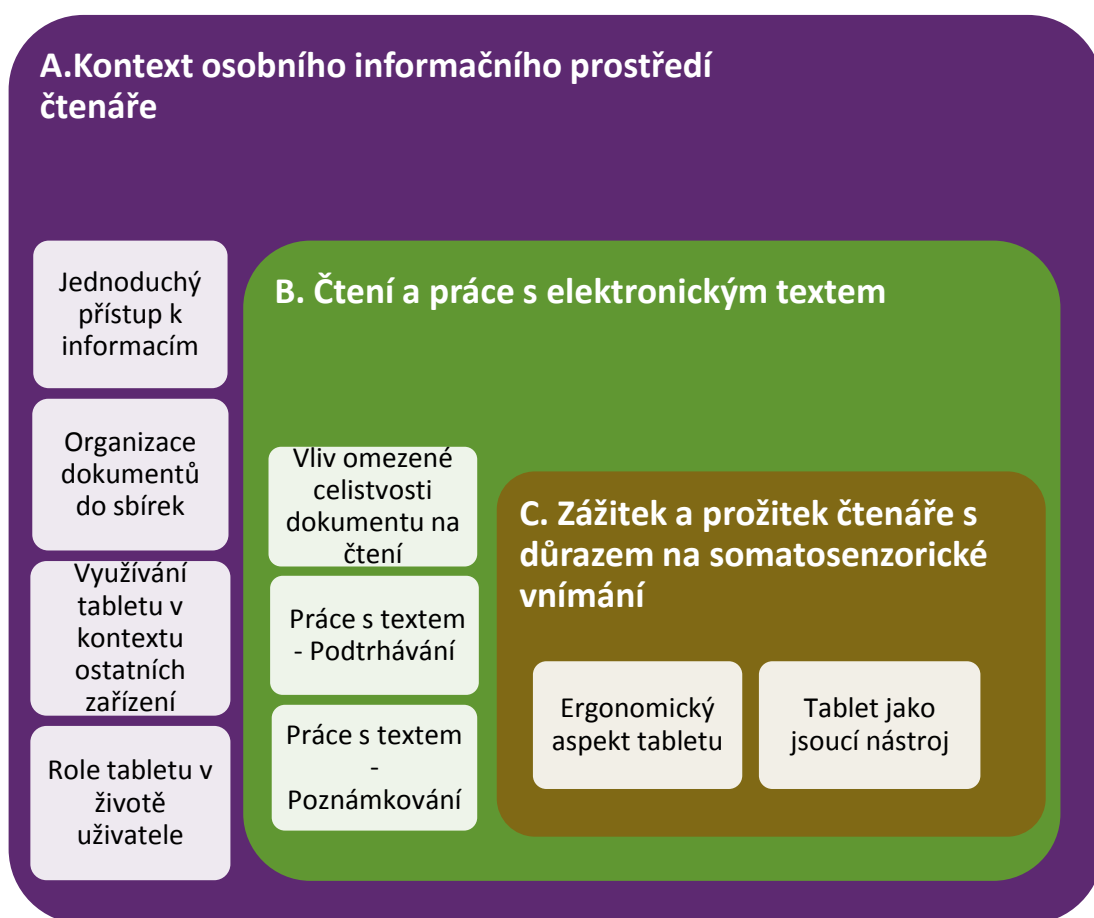 A.Kontext osobního informačního prostředí
čtenáře
Jednoduchý
přístup k
informacím
Organizace
dokumentů
do sbírek
Využívání
tabletu v
kontextu
ostatních
zařízení
Role tabletu v
životě
uživatele
B. Čtení a práce s elektronickým textem
Vliv omezené
celistvosti
dokumentu na
čtení
Práce s textem
- Podtrhávání
Práce s textem
-
Poznámkování
C. Zážitek a prožitek čtenáře s
důrazem na somatosenzorické
vnímání
Ergonomický
aspekt tabletu
Tablet jako
jsoucí nástroj